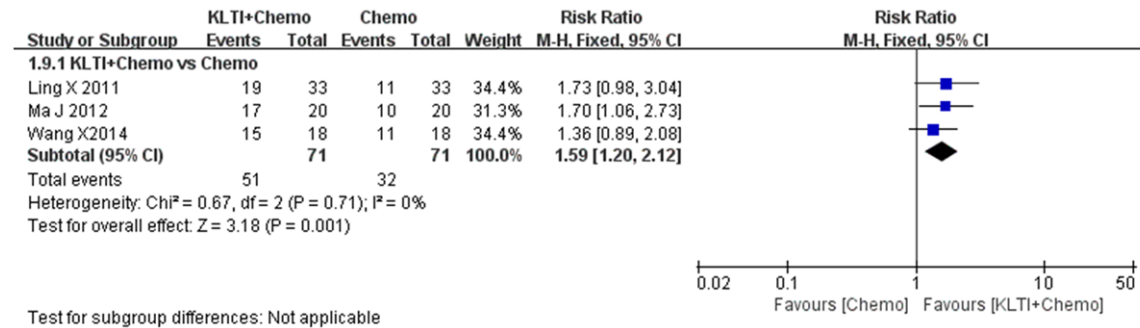 KLTI+Chemo Chemo Risk Ratio Risk Ratio
Study or Subgroup Events Total Events Total Weight M-H, Fixed, 95% CI M-H, Fixed, 95% CI
1.9.1 KLTI+Chemo vs Chemo
Ling X 2011 19 33 11 33 34.4% 1.73 [0.98, 3.04]
Ma J 2012 17 20 10 20 31.3% 1.70 [1.06, 2.73]
Wang X2014 15 18 11 18 34.4% 1.36 [0.89, 2.08]
Subtotal (95% CI) 71 71 100.0% 1.59 [1.20, 2.12]
Total events 51 32
Heterogeneity: Chi² = 0.67, df = 2 (P = 0.71); I² = 0%
Test for overall effect: Z = 3.18 (P = 0.001)
0.02 0.1 1 10 50
Favours [Chemo] Favours [KLTI+Chemo]
Test for subgroup differences: Not applicable